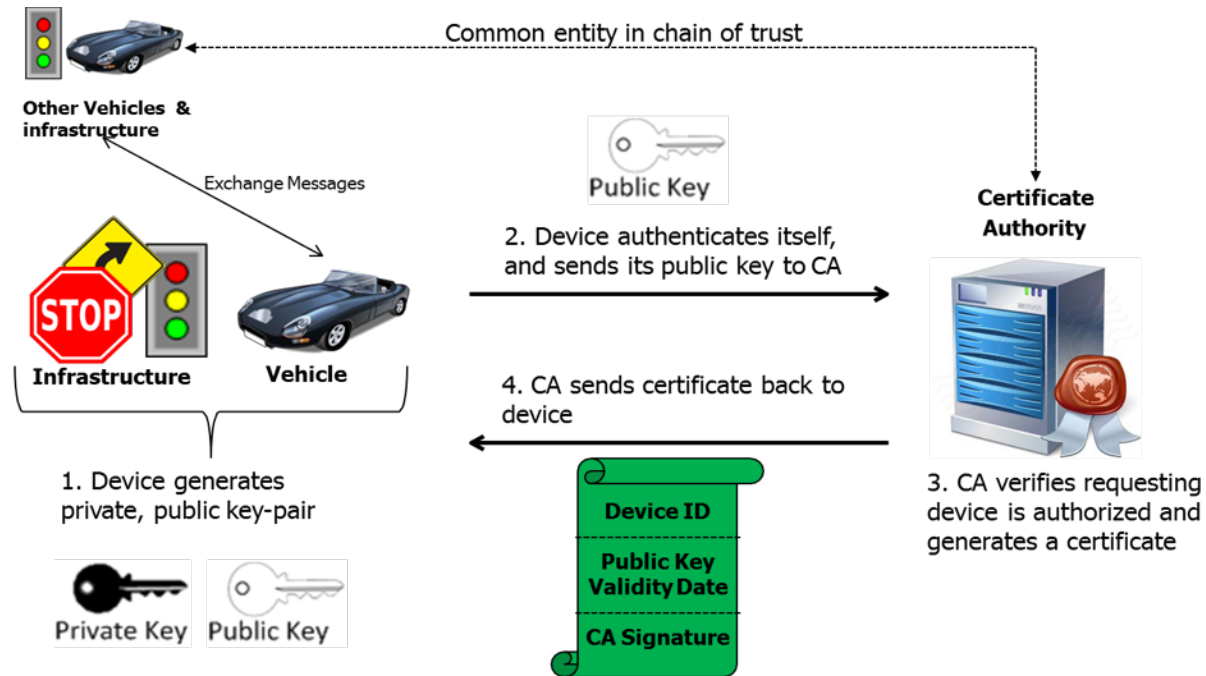 Common entity in chain of trust
Other Vehicles &
infrastructure
Exchange Messages
Public Key
Certificate
Authority
2. Device authenticates itself,
and sends its public key to CA
STOP
Infrastructure
Vehicle
4. CA sends certificate back to
device
1. Device generates
private, public key-pair
Private Key
Public Key
Device ID
Public Key
Validity Date
CA Signature
3. CA verifies requesting
device is authorized and
generates a certificate